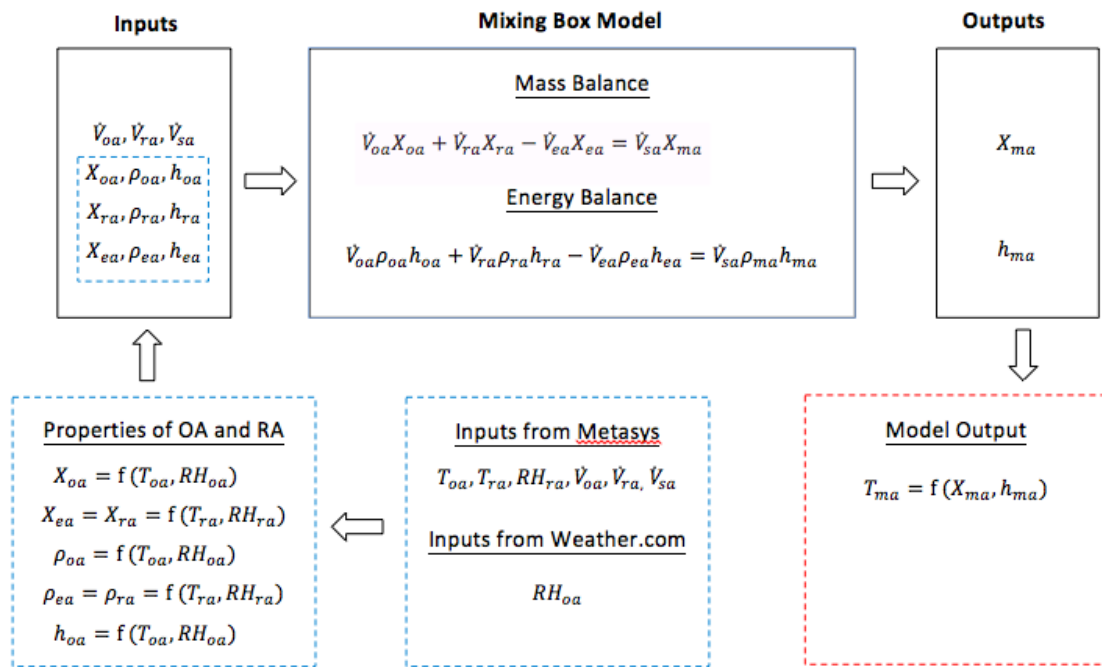 Inputs
Mixing Box Model
Outputs
V̇ₒₐ, V̇ᵣₐ, V̇ₛₐ
Xₒₐ, ρₒₐ, hₒₐ
Xᵣₐ, ρᵣₐ, hᵣₐ
Xₑₐ, ρₑₐ, hₑₐ
Mass Balance
V̇ₒₐXₒₐ + V̇ᵣₐXᵣₐ − V̇ₑₐXₑₐ = V̇ₛₐXₘₐ
Energy Balance
V̇ₒₐρₒₐhₒₐ + V̇ᵣₐρᵣₐhᵣₐ − V̇ₑₐρₑₐhₑₐ = V̇ₛₐρₘₐhₘₐ
Xₘₐ
hₘₐ
Properties of OA and RA
Xₒₐ = f(Tₒₐ, RHₒₐ)
Xₑₐ = Xᵣₐ = f(Tᵣₐ, RHᵣₐ)
ρₒₐ = f(Tₒₐ, RHₒₐ)
ρₑₐ = ρᵣₐ = f(Tᵣₐ, RHᵣₐ)
hₒₐ = f(Tₒₐ, RHₒₐ)
Inputs from Metasys
Tₒₐ, Tᵣₐ, RHᵣₐ, V̇ₒₐ, V̇ᵣₐ, V̇ₛₐ
Inputs from Weather.com
RHₒₐ
Model Output
Tₘₐ = f(Xₘₐ, hₘₐ)